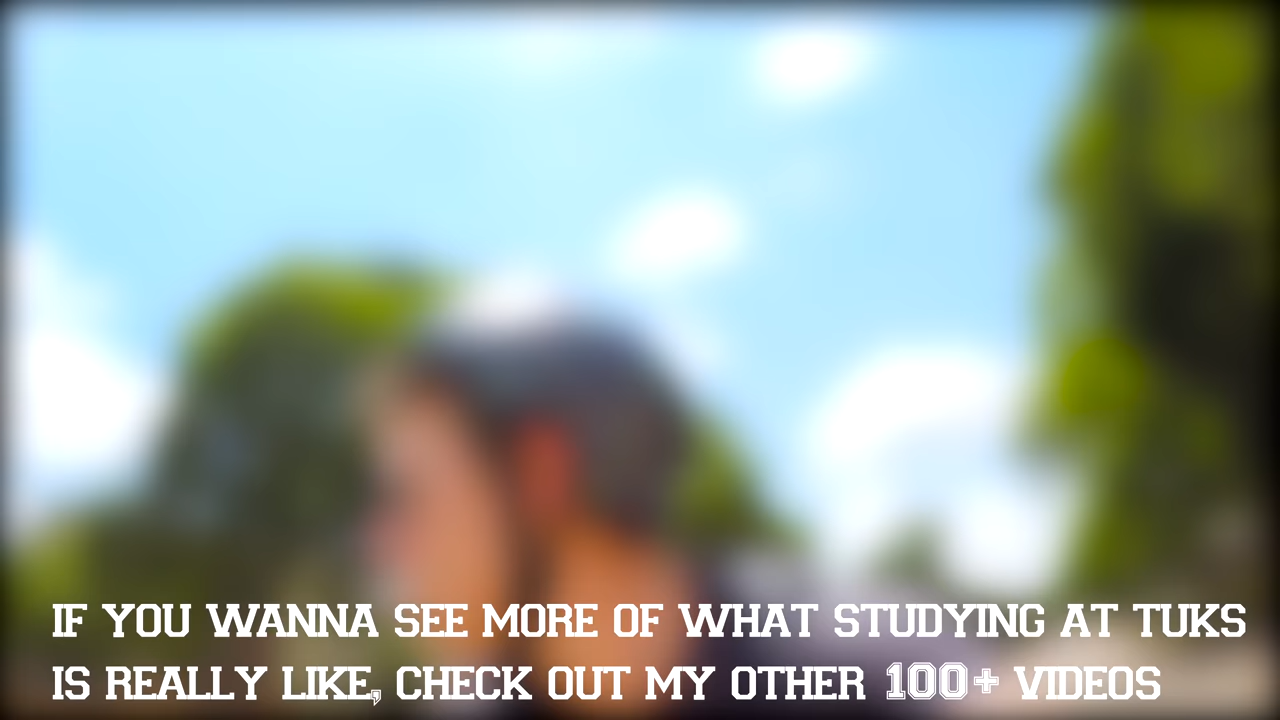 IF YOU WANNA SEE MORE OF WHAT STUDYING AT TUKS
IS REALLY LIKE, CHECK OUT MY OTHER 100+ VIDEOS